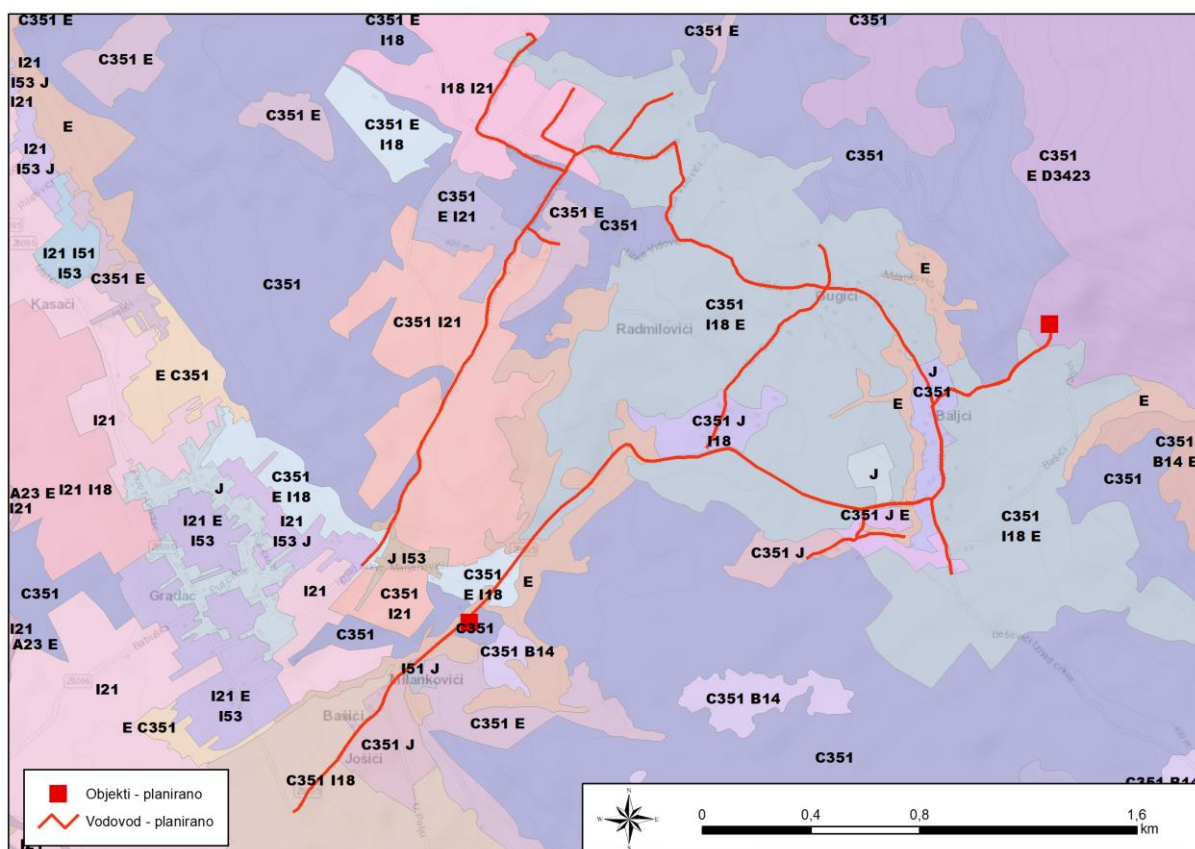 C351 E
C351 E
I18
C351 E
C351
I21
I53 J
I21
C351 E
I18 I21
E
C351 E
C351 E
I18
I21
I53 J
C351
C351
E D3423
C351
E I21
C351 E
C351
I21 I51
I53
C351 E
Kasači
C351
E
C351
I18 E
Gugići
Radmilovići
C351 I21
E C351
J
C351
Baljci
E
E
I21
C351 J
I18
C351
B14 E
C351
A23 E
I21
I21 I18
J
C351
E I18
J
I21 E
I53
I21
I53 J
C351 J E
C351
I18 E
C351 J
J I53
C351
E I18
E
C351
Gradac
I21
C351
I21
C351
C351
I21
A23 E
C351 B14
I51 J
Milankovići
I21
I21 E
I53
C351 B14
Bašići
C351 E
E C351
C351 J
Jošići
C351
C351 I18
C351 B14
Objekti - planirano
Vodovod - planirano
N
W
E
S
0
0,4
0,8
1,6
km